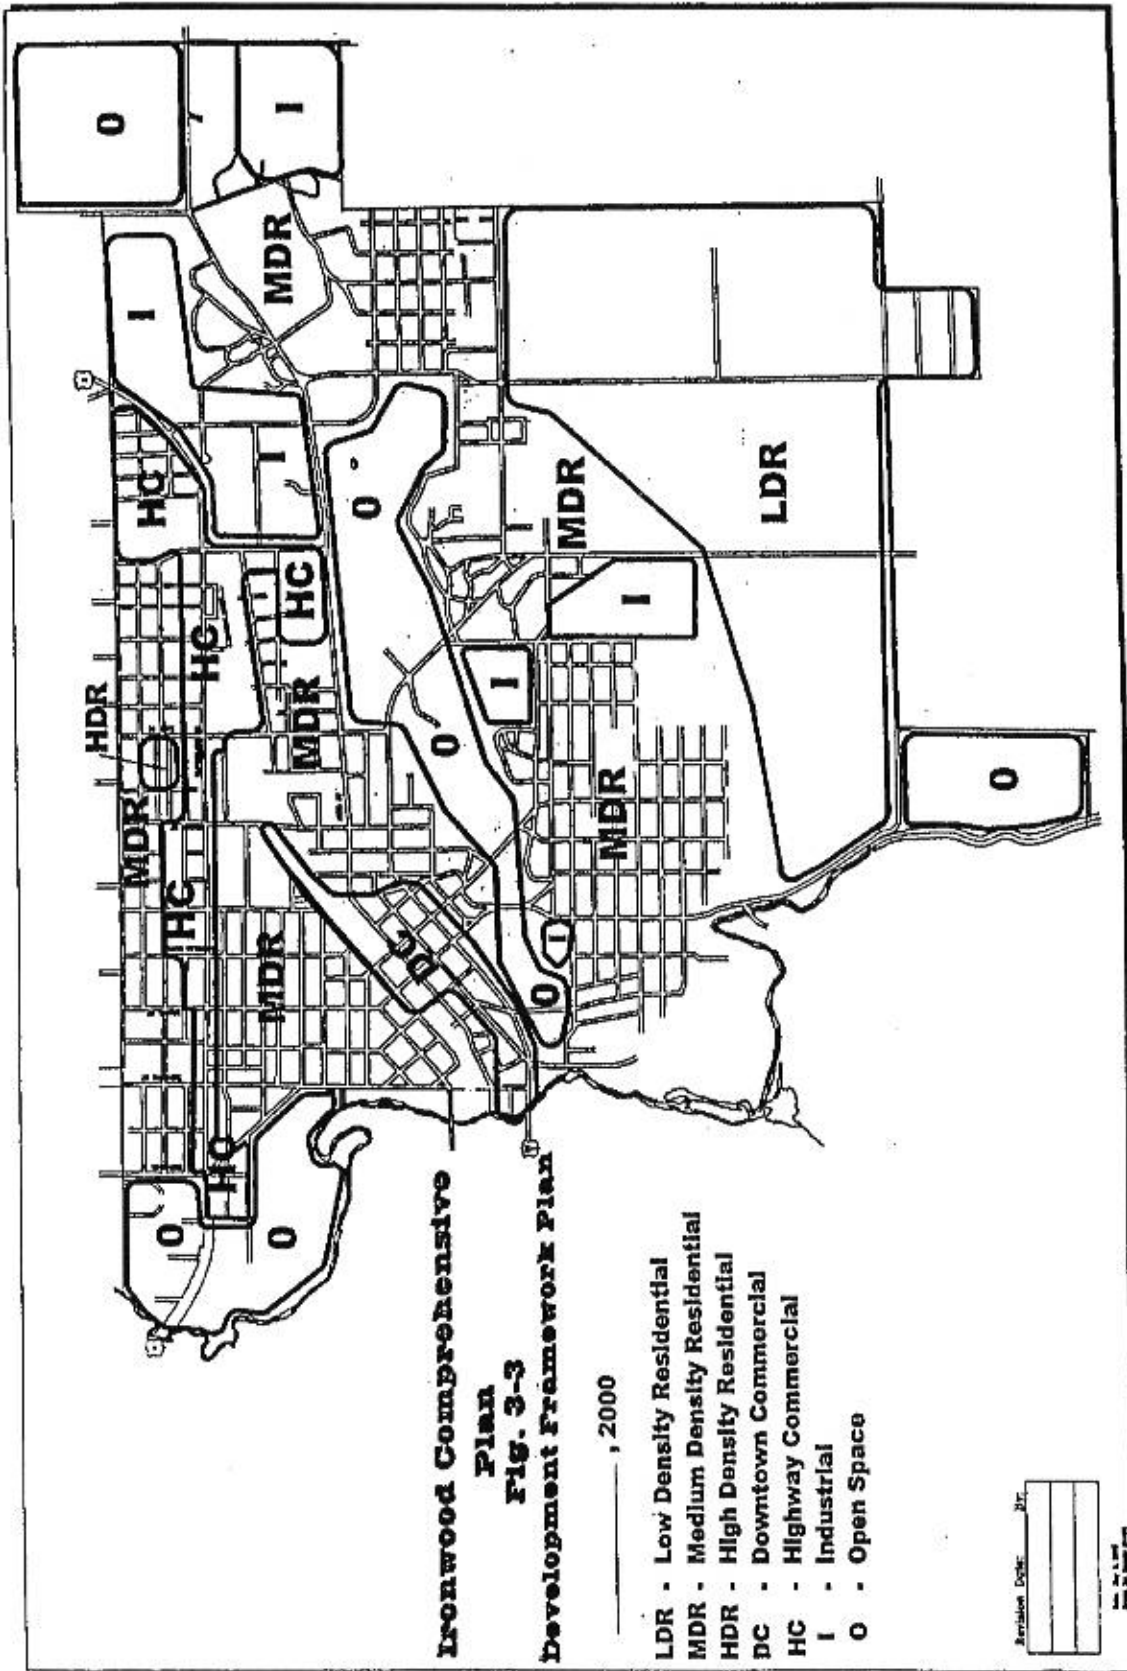 Ironwood Comprehensive
Plan
Fig. 3-3
Development Framework Plan
, 2000
LDR - Low Density Residential
MDR - Medium Density Residential
HDR - High Density Residential
DC - Downtown Commercial
HC - Highway Commercial
I - Industrial
O - Open Space
O
O
HC
MDR
HC
MDR
HDR
HC
MDR
HC
HC
I
I
O
I
MDR
DC
O
I
O
O
I
I
MDR
MDR
LDR
O
Revision Date: By: